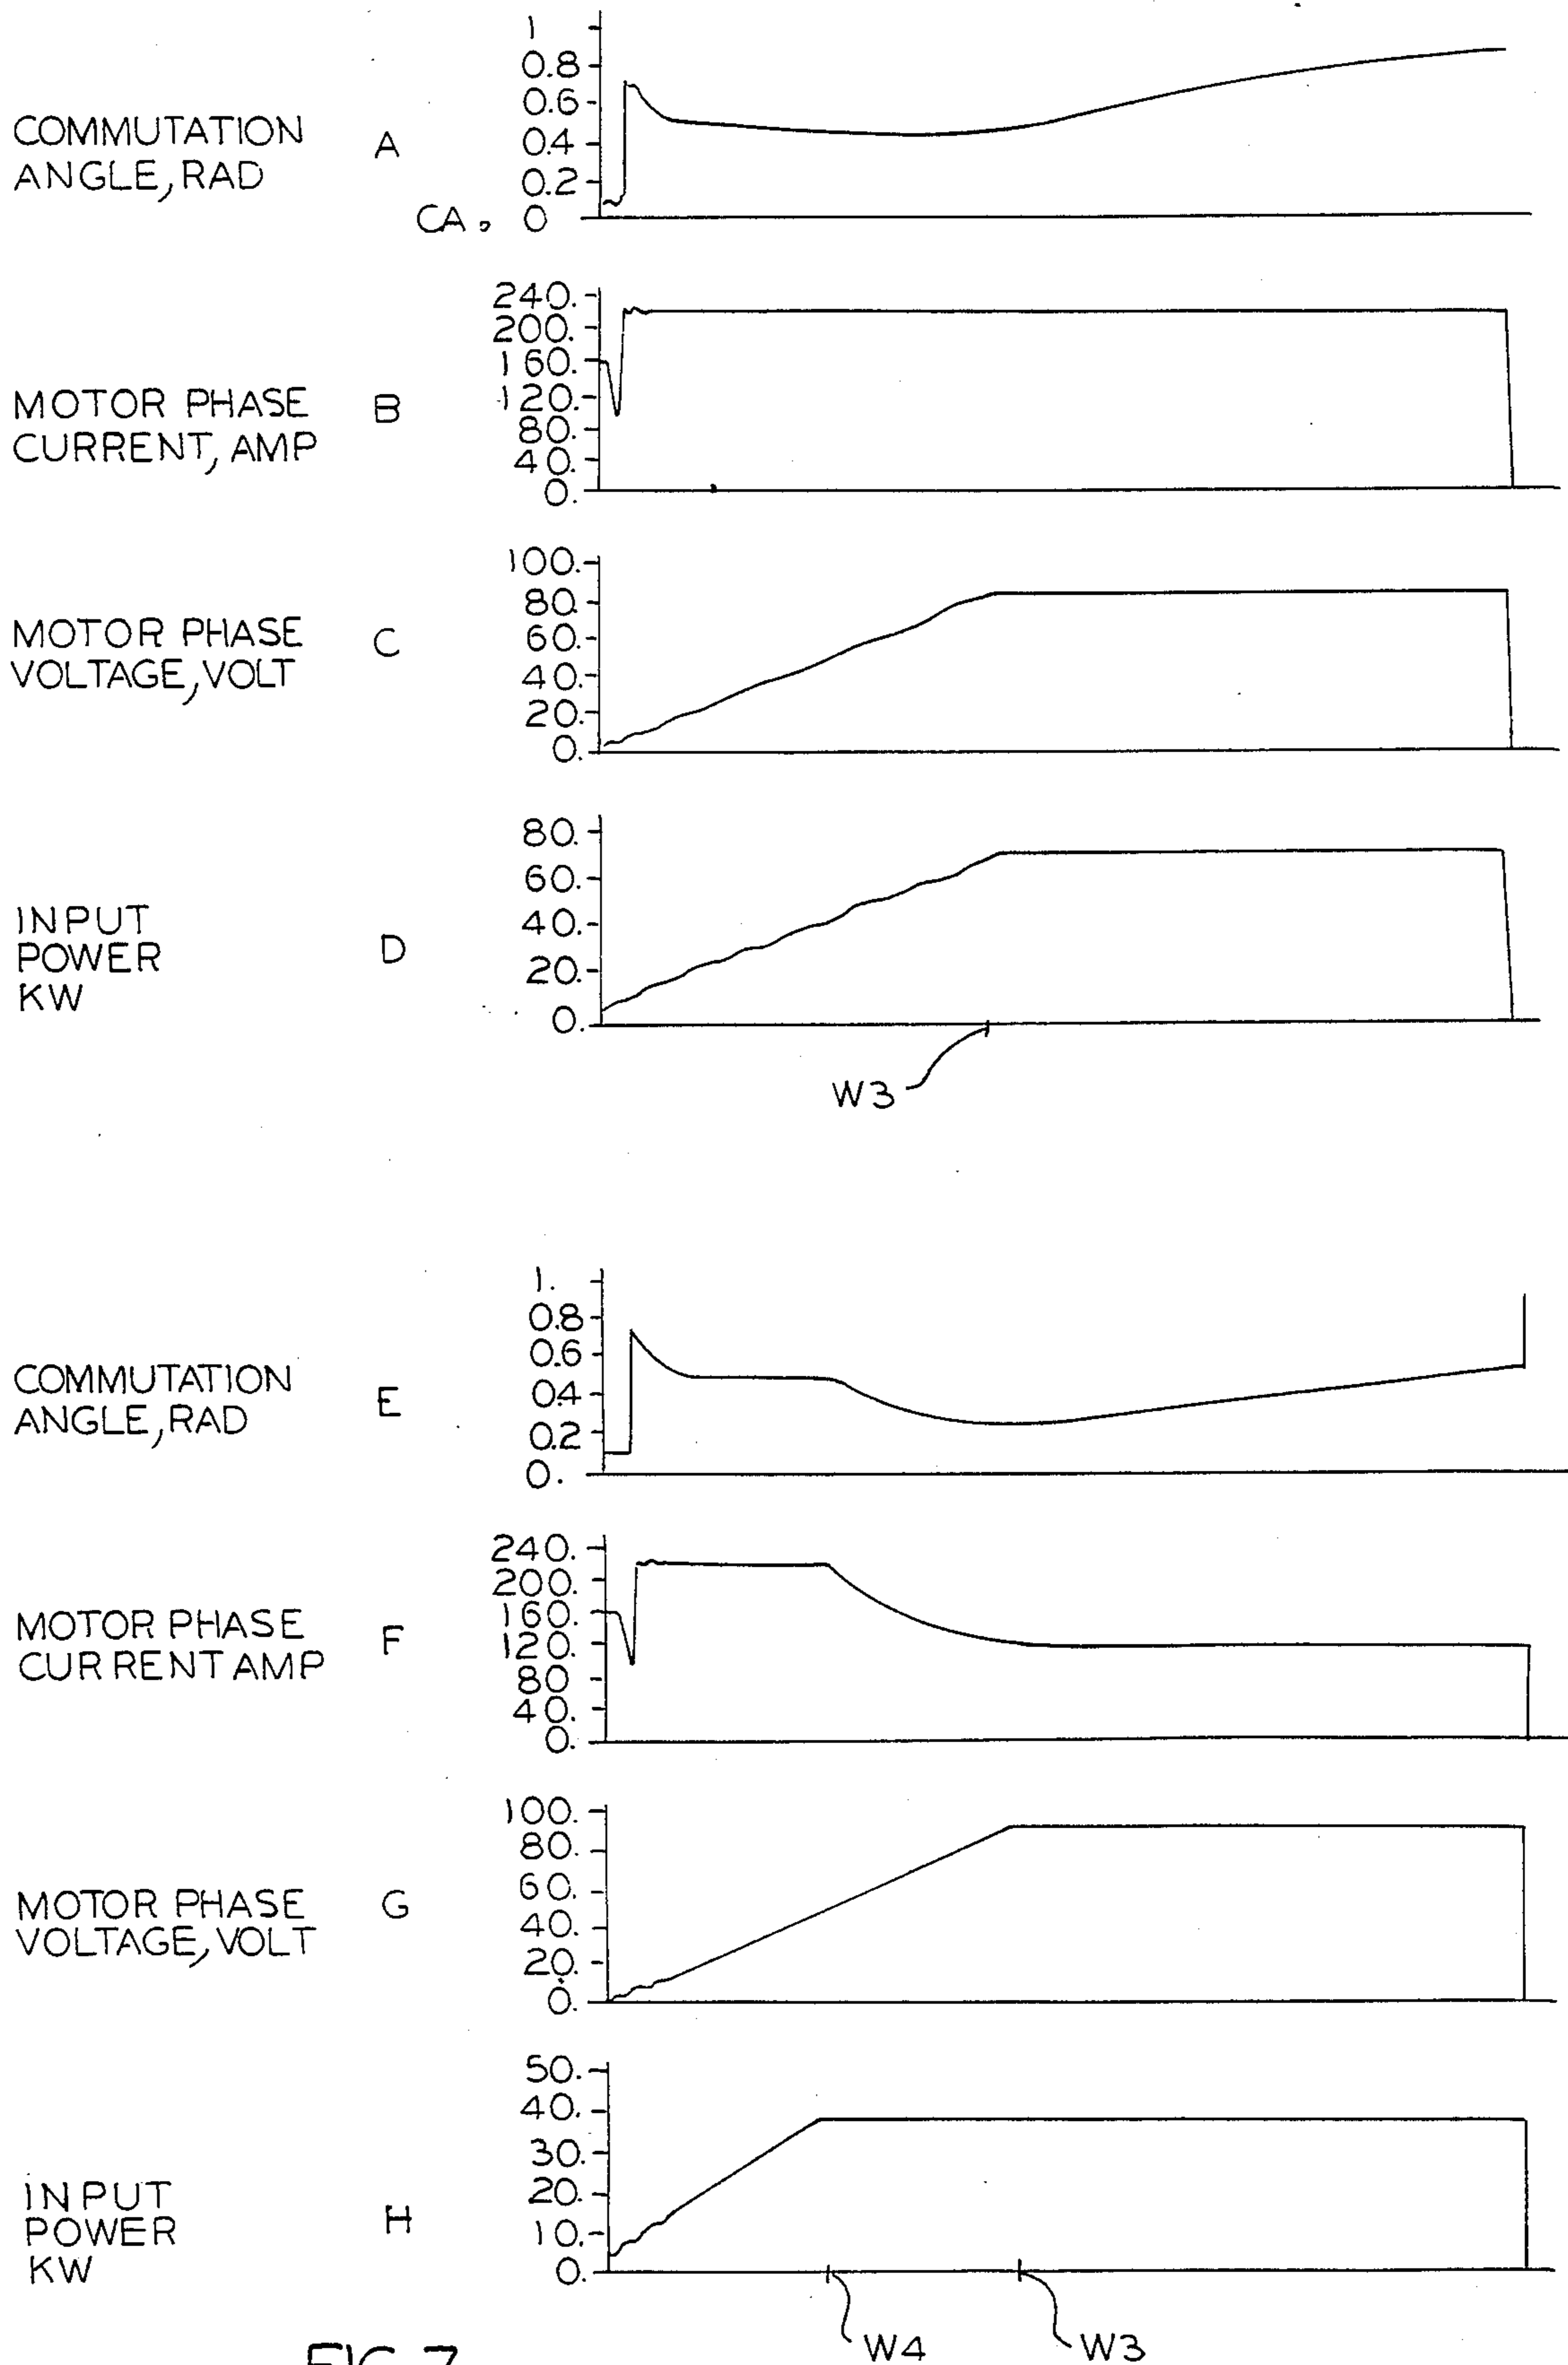 COMMUTATION
ANGLE, RAD
A
1
0.8
0.6
0.4
0.2
CA. 0
MOTOR PHASE
CURRENT, AMP
B
240.
200.
160.
120.
80.
40.
0.
MOTOR PHASE
VOLTAGE, VOLT
C
100.
80.
60.
40.
20.
0.
INPUT
POWER
KW
D
80.
60.
40.
20.
0.
W3
COMMUTATION
ANGLE, RAD
E
1.
0.8
0.6
0.4
0.2
0.
MOTOR PHASE
CURRENT AMP
F
240.
200.
160.
120.
80
40.
0.
MOTOR PHASE
VOLTAGE, VOLT
G
100.
80.
60.
40.
20.
0.
INPUT
POWER
KW
H
50.
40.
30.
20.
10.
0.
W4
W3